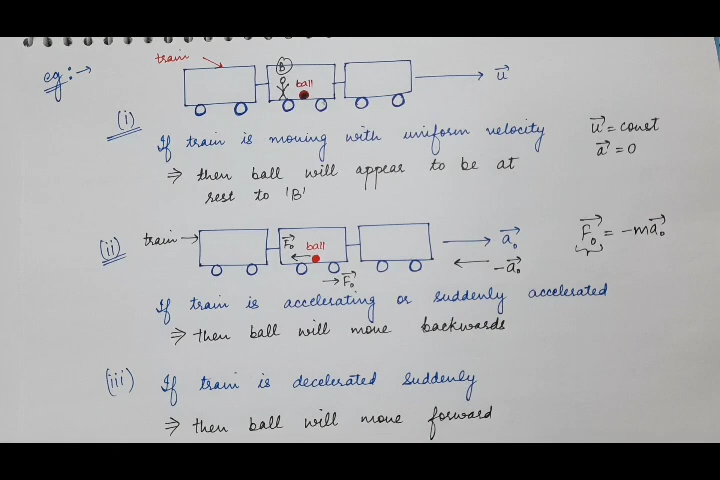 eg :→
train
B
ball
u⃗
(i)
If train is moving with uniform velocity
u⃗ = const
a⃗ = 0
⇒ then ball will appear to be at
rest to 'B'
(ii)
train →
F⃗₀
ball
a⃗₀
-a⃗₀
F⃗₀ = -ma⃗₀
→ F⃗₀
If train is accelerating or suddenly accelerated
⇒ then ball will move backwards
(iii) If train is decelerated suddenly
⇒ then ball will move forward